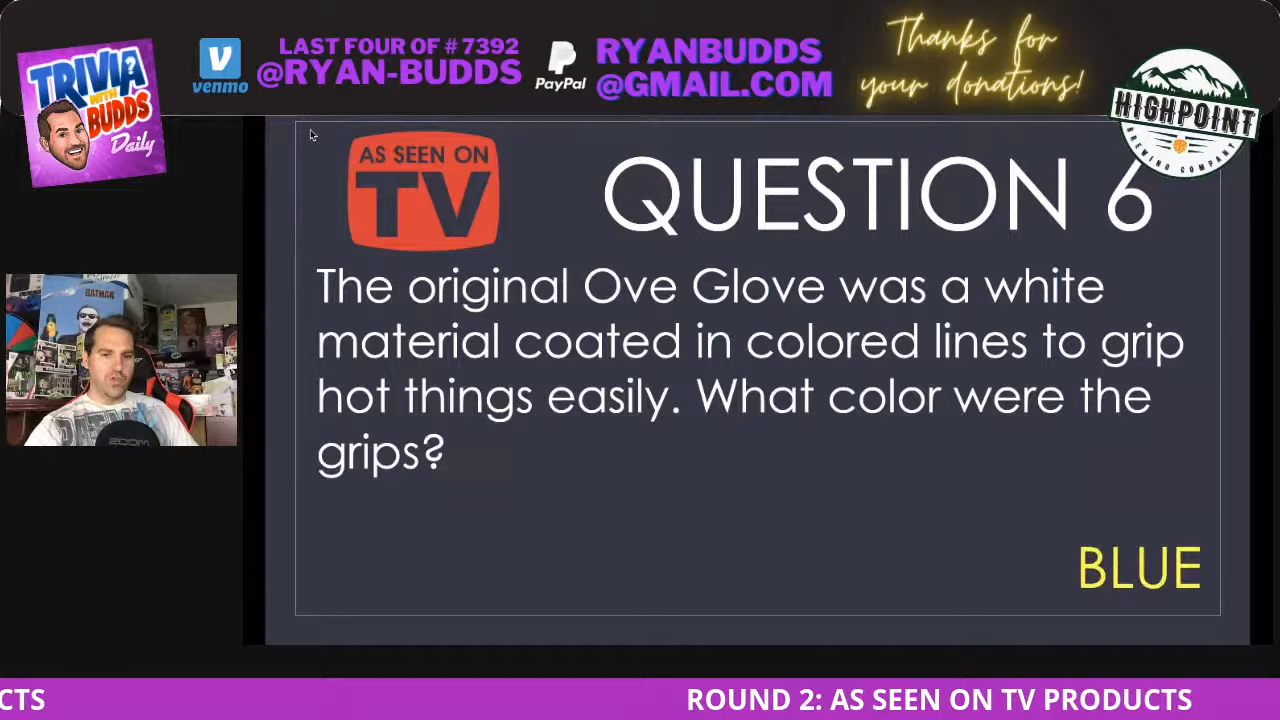 TRIVIA
WITH
BUDDS
Daily
venmo
LAST FOUR OF # 7392
@RYAN-BUDDS
PayPal
RYANBUDDS
@GMAIL.COM
Thanks for
your donations!
HIGHPOINT
BREWING COMPANY
AS SEEN ON
TV
QUESTION 6
The original Ove Glove was a white
material coated in colored lines to grip
hot things easily. What color were the
grips?
BLUE
BATMAN
ZOOM
CTS
ROUND 2: AS SEEN ON TV PRODUCTS